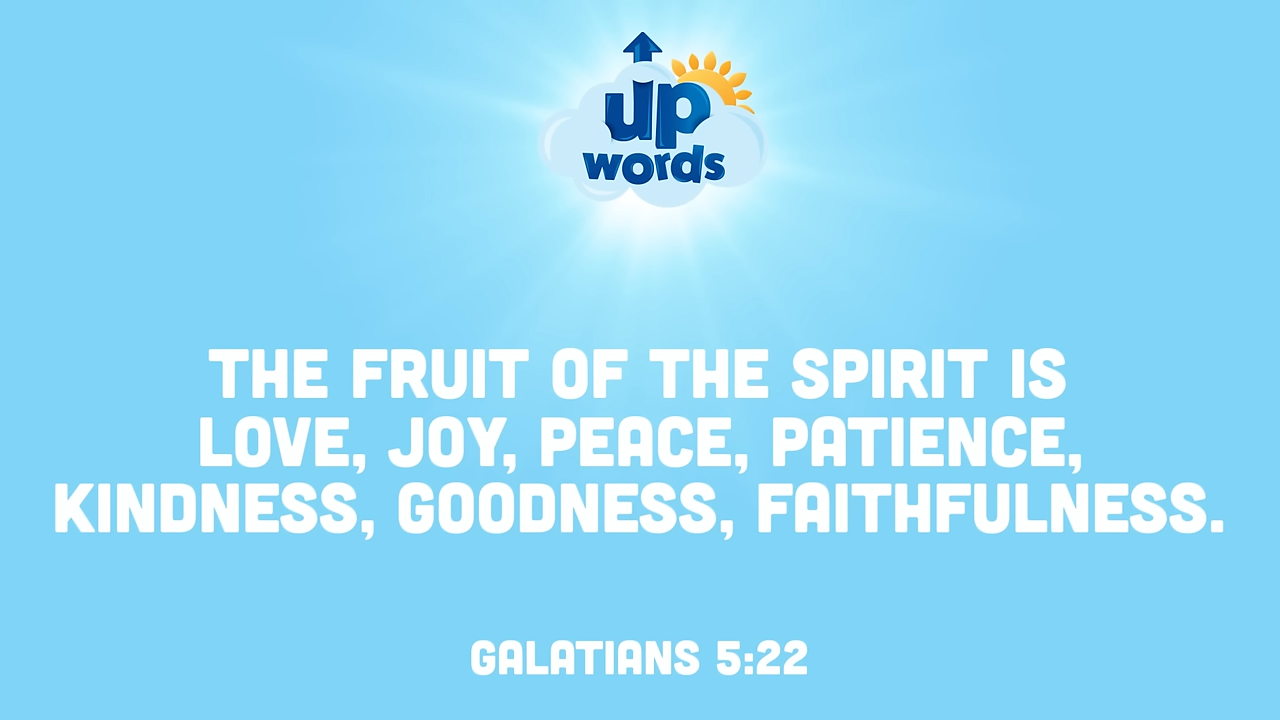 up
words
THE FRUIT OF THE SPIRIT IS
LOVE, JOY, PEACE, PATIENCE,
KINDNESS, GOODNESS, FAITHFULNESS.
GALATIANS 5:22